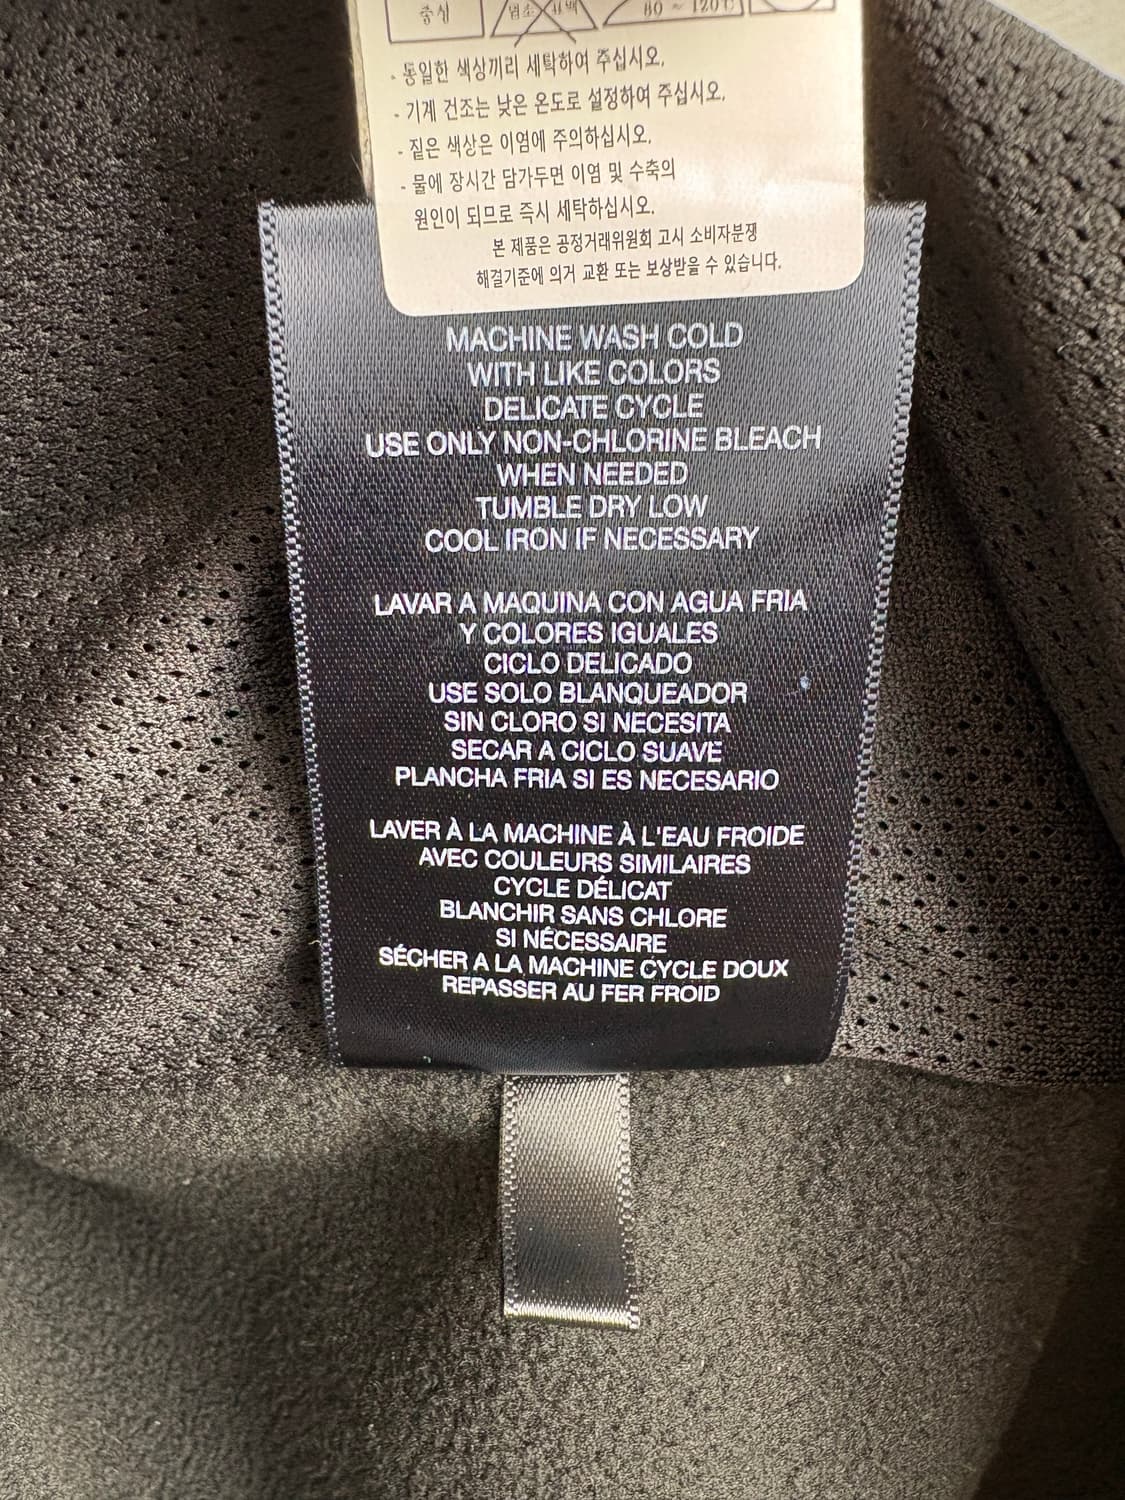 중성
염소 표백
80 ~ 120℃
- 동일한 색상끼리 세탁하여 주십시오.
- 기계 건조는 낮은 온도로 설정하여 주십시오.
- 짙은 색상은 이염에 주의하십시오.
- 물에 장시간 담가두면 이염 및 수축의
원인이 되므로 즉시 세탁하십시오.
본 제품은 공정거래위원회 고시 소비자분쟁
해결기준에 의거 교환 또는 보상받을 수 있습니다.
MACHINE WASH COLD
WITH LIKE COLORS
DELICATE CYCLE
USE ONLY NON-CHLORINE BLEACH
WHEN NEEDED
TUMBLE DRY LOW
COOL IRON IF NECESSARY
LAVAR A MAQUINA CON AGUA FRIA
Y COLORES IGUALES
CICLO DELICADO
USE SOLO BLANQUEADOR
SIN CLORO SI NECESITA
SECAR A CICLO SUAVE
PLANCHA FRIA SI ES NECESARIO
LAVER À LA MACHINE À L'EAU FROIDE
AVEC COULEURS SIMILAIRES
CYCLE DÉLICAT
BLANCHIR SANS CHLORE
SI NÉCESSAIRE
SÉCHER A LA MACHINE CYCLE DOUX
REPASSER AU FER FROID